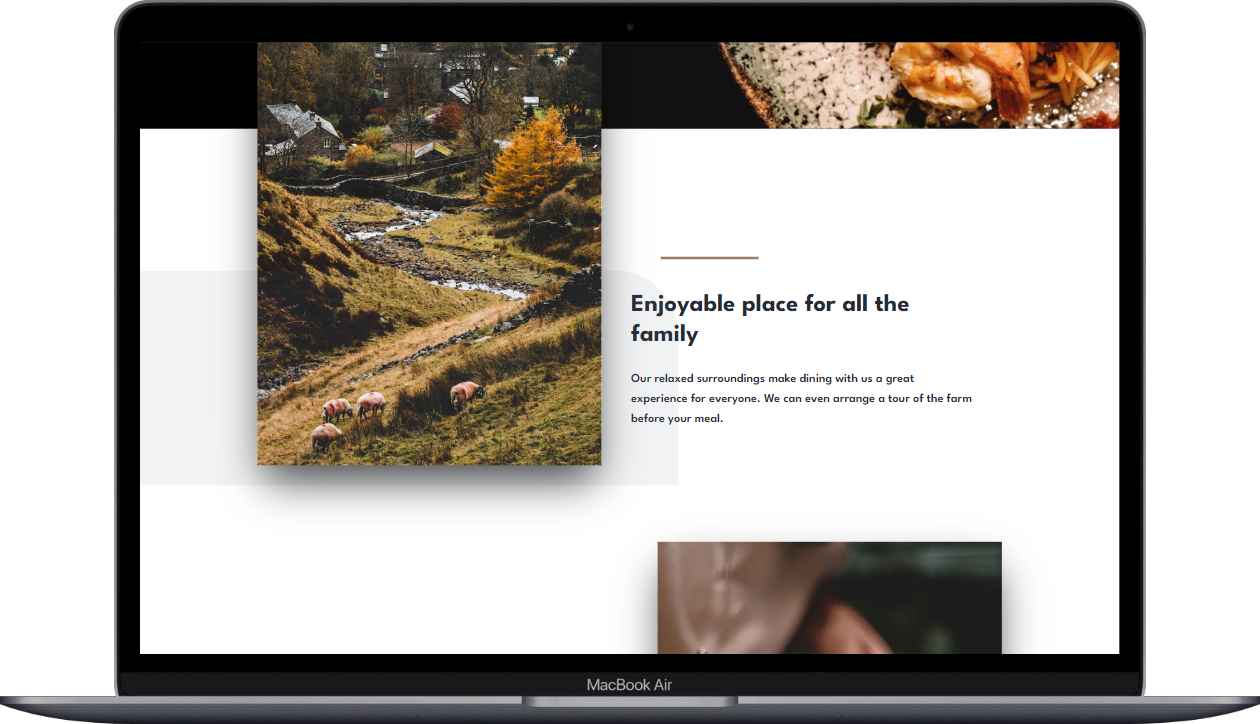 Enjoyable place for all the
family
Our relaxed surroundings make dining with us a great
experience for everyone. We can even arrange a tour of the farm
before your meal.
MacBook Air